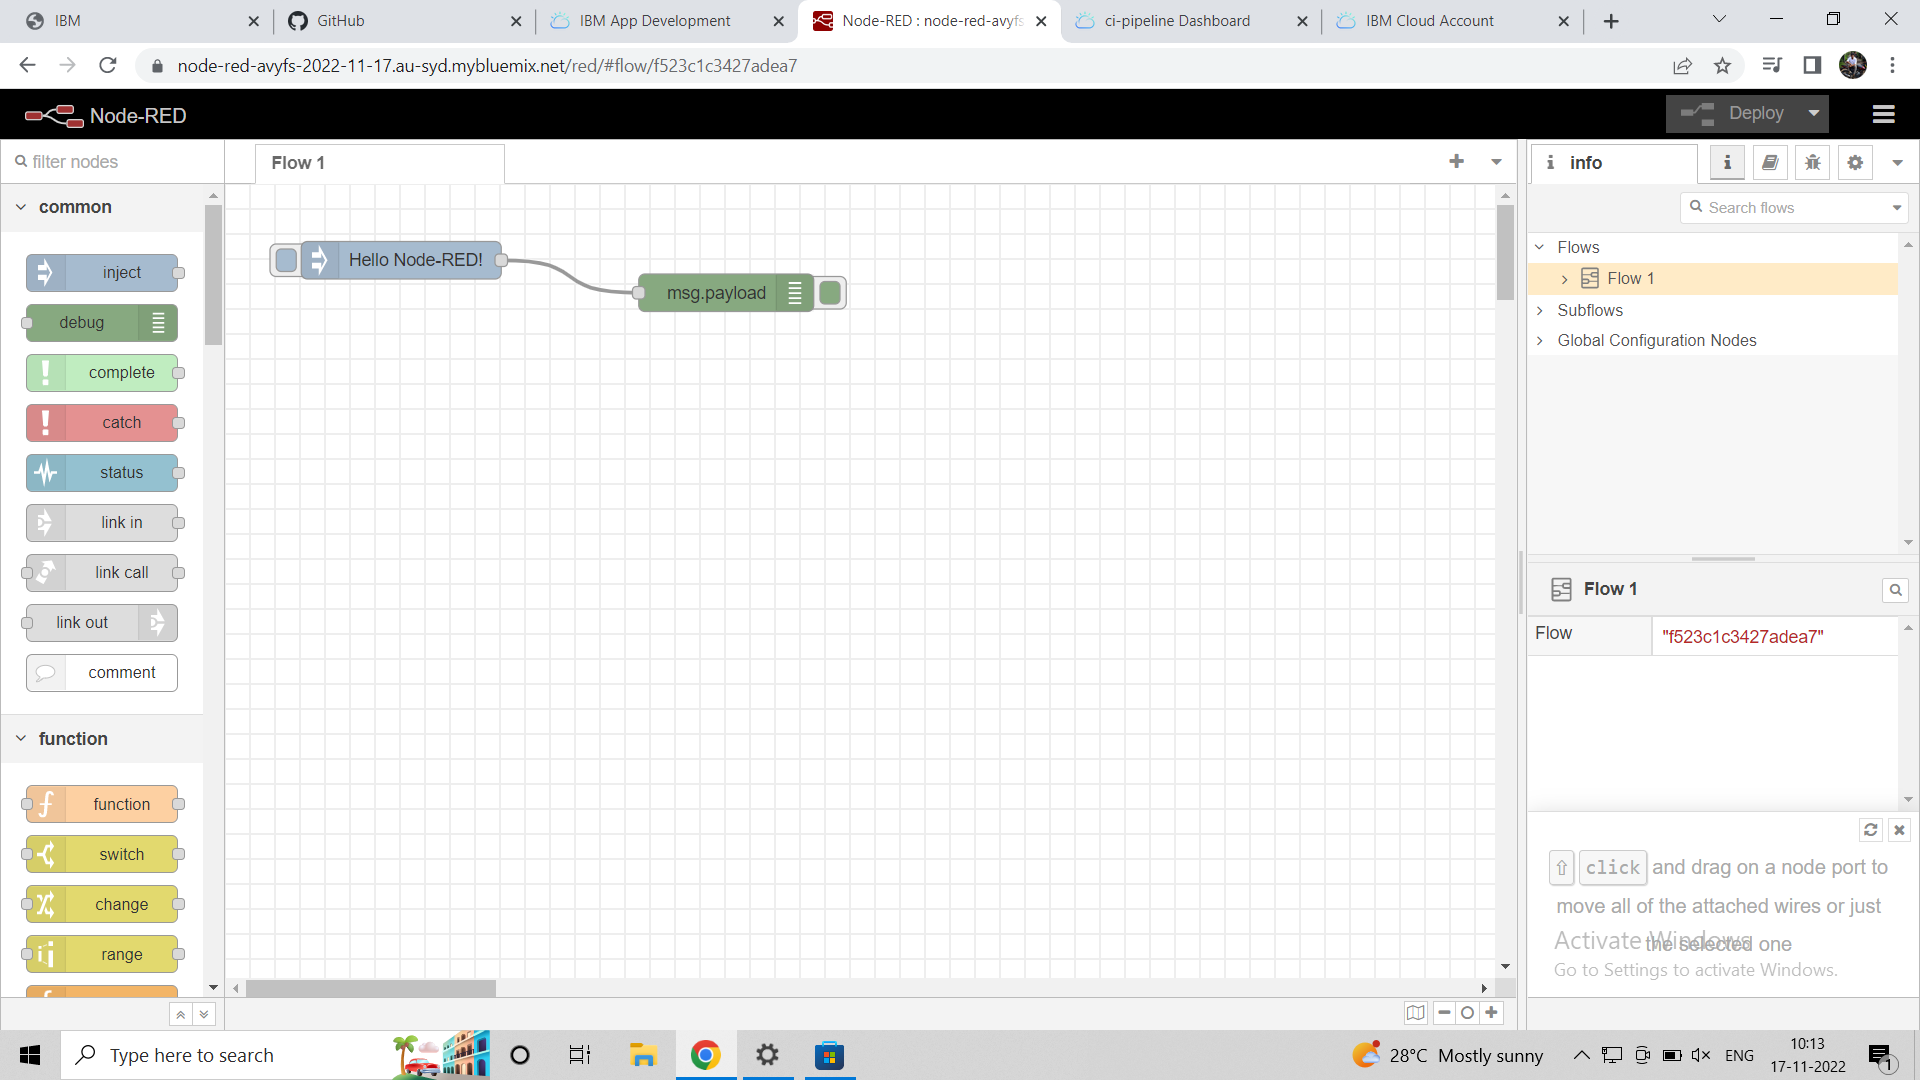 IBM
GitHub
IBM App Development
Node-RED : node-red-avyfs
ci-pipeline Dashboard
IBM Cloud Account
node-red-avyfs-2022-11-17.au-syd.mybluemix.net/red/#flow/f523c1c3427adea7
Node-RED
Deploy
filter nodes
Flow 1
info
Search flows
common
inject
debug
complete
catch
status
link in
link call
link out
comment
function
function
switch
change
range
Hello Node-RED!
msg.payload
Flows
Flow 1
Subflows
Global Configuration Nodes
Flow 1
Flow
"f523c1c3427adea7"
click and drag on a node port to
move all of the attached wires or just
the selected one
Activate Windows
Go to Settings to activate Windows.
Type here to search
28°C Mostly sunny
ENG
10:13
17-11-2022
1